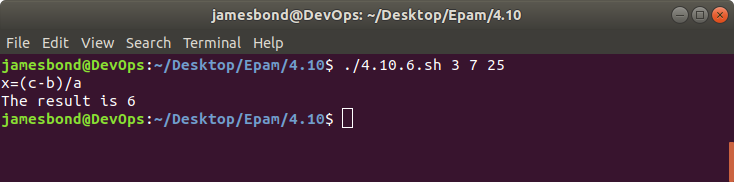 jamesbond@DevOps: ~/Desktop/Epam/4.10
File Edit View Search Terminal Help
jamesbond@DevOps:~/Desktop/Epam/4.10$ ./4.10.6.sh 3 7 25
x=(c-b)/a
The result is 6
jamesbond@DevOps:~/Desktop/Epam/4.10$